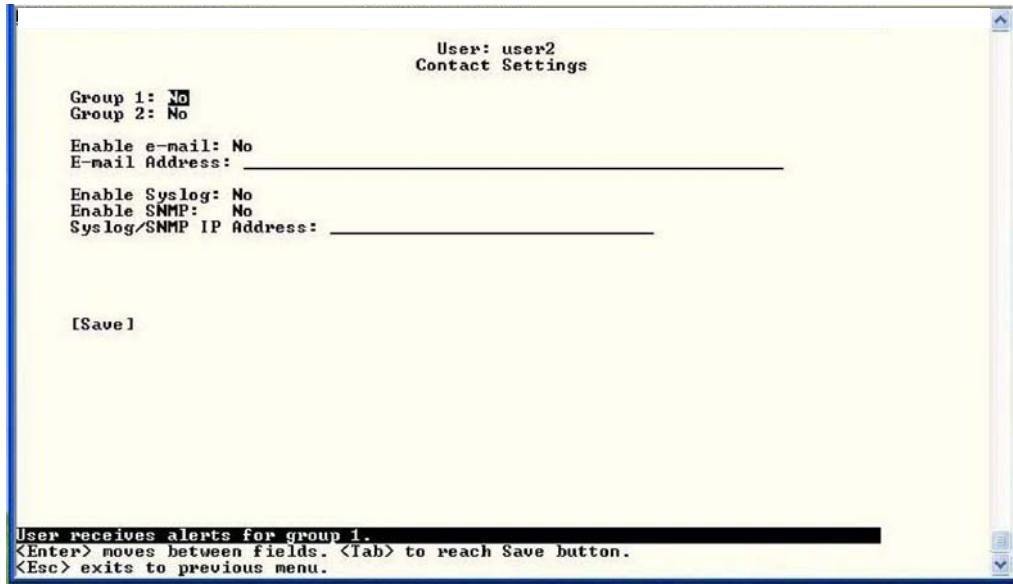 User: user2
Contact Settings
Group 1: No
Group 2: No
Enable e-mail: No
E-mail Address:
Enable Syslog: No
Enable SNMP: No
Syslog/SNMP IP Address:
[Save]
User receives alerts for group 1.
<Enter> moves between fields. <Tab> to reach Save button.
<Esc> exits to previous menu.